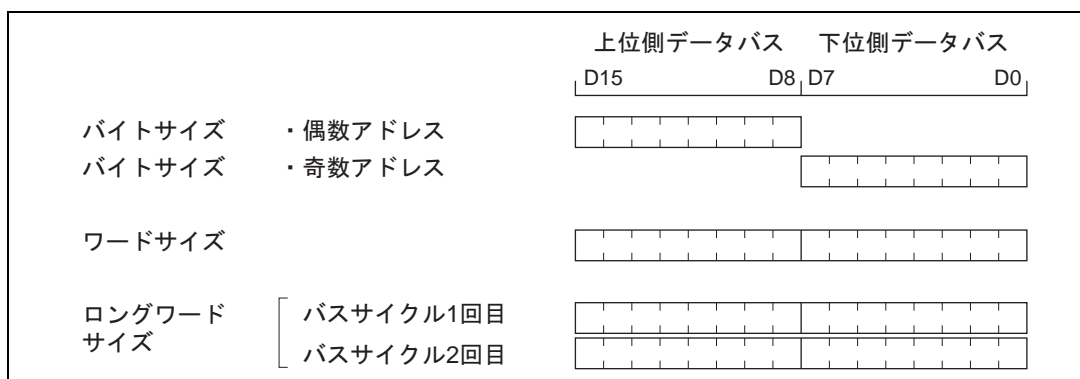 上位側データバス 下位側データバス
D15 D8 D7 D0
バイトサイズ ・偶数アドレス
バイトサイズ ・奇数アドレス
ワードサイズ
ロングワード
サイズ
バスサイクル1回目
バスサイクル2回目